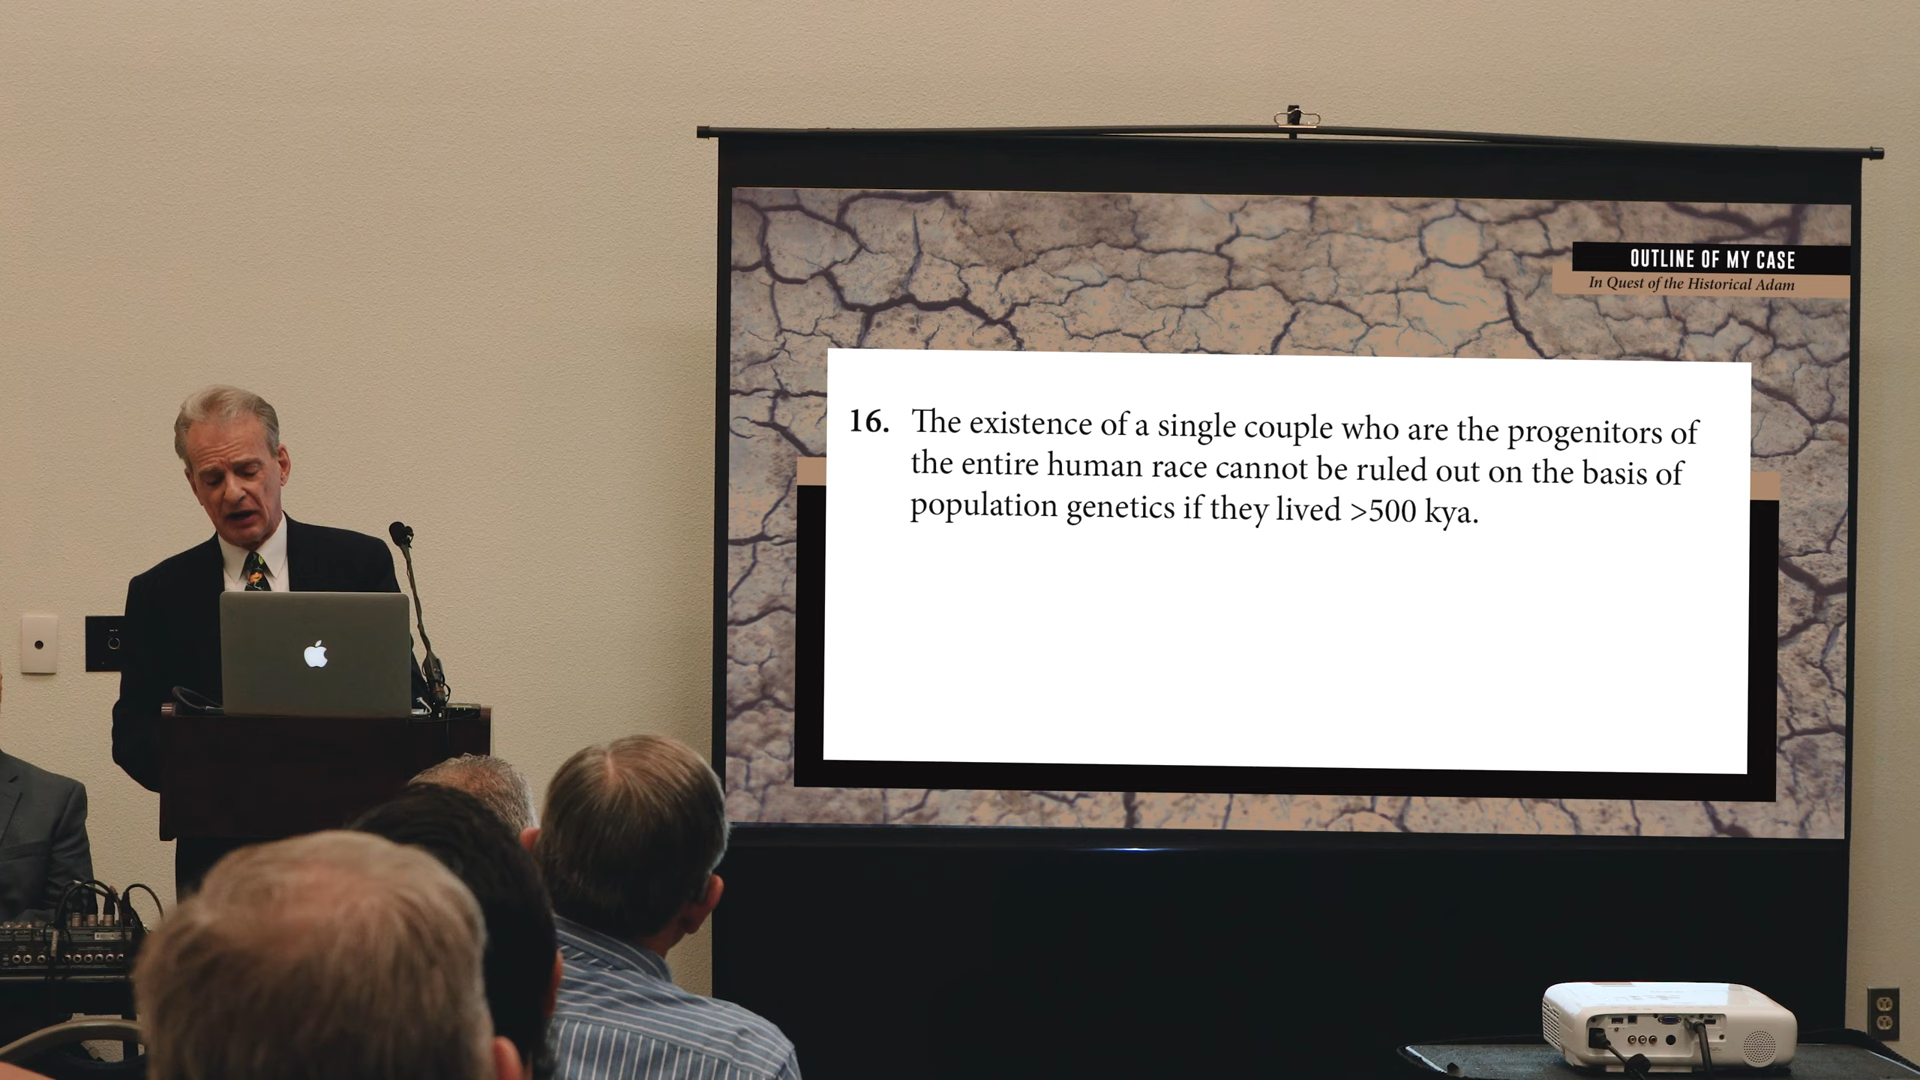 OUTLINE OF MY CASE
In Quest of the Historical Adam
16. The existence of a single couple who are the progenitors of
the entire human race cannot be ruled out on the basis of
population genetics if they lived >500 kya.